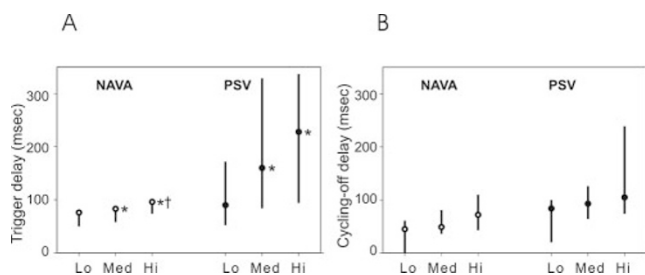 A
Trigger delay (msec)
NAVA
PSV
300
200
100
0
*
*†
*
*
Lo Med Hi Lo Med Hi
B
Cycling-off delay (msec)
NAVA
PSV
300
200
100
0
Lo Med Hi Lo Med Hi